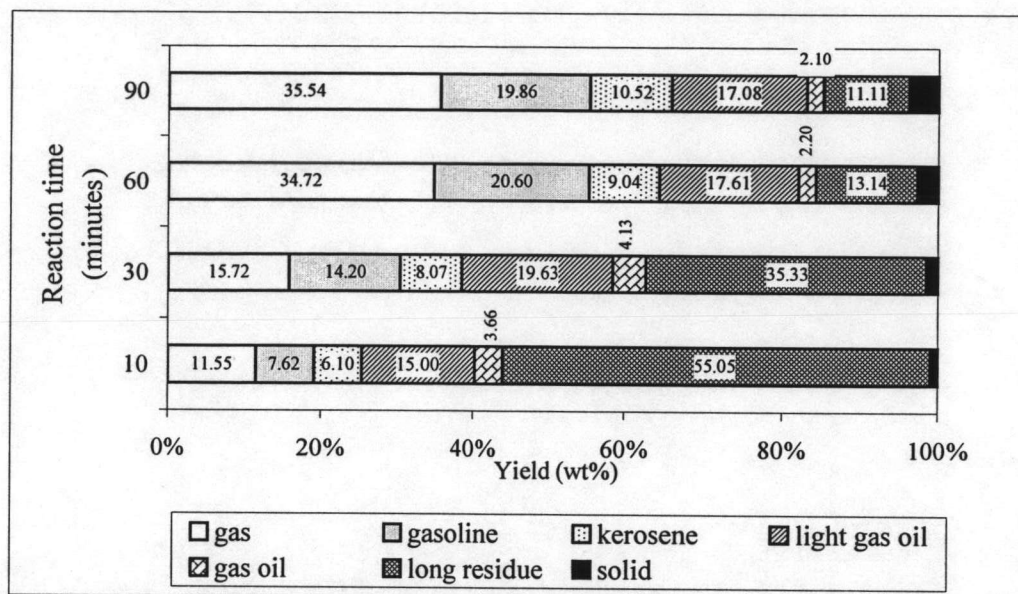 2.10
90
35.54 19.86 10.52 17.08 11.11
2.20
60
34.72 20.60 9.04 17.61 13.14
4.13
30
15.72 14.20 8.07 19.63 35.33
3.66
10
11.55 7.62 6.10 15.00 55.05
Reaction time
(minutes)
0% 20% 40% 60% 80% 100%
Yield (wt%)
gas gasoline kerosene light gas oil
gas oil long residue solid